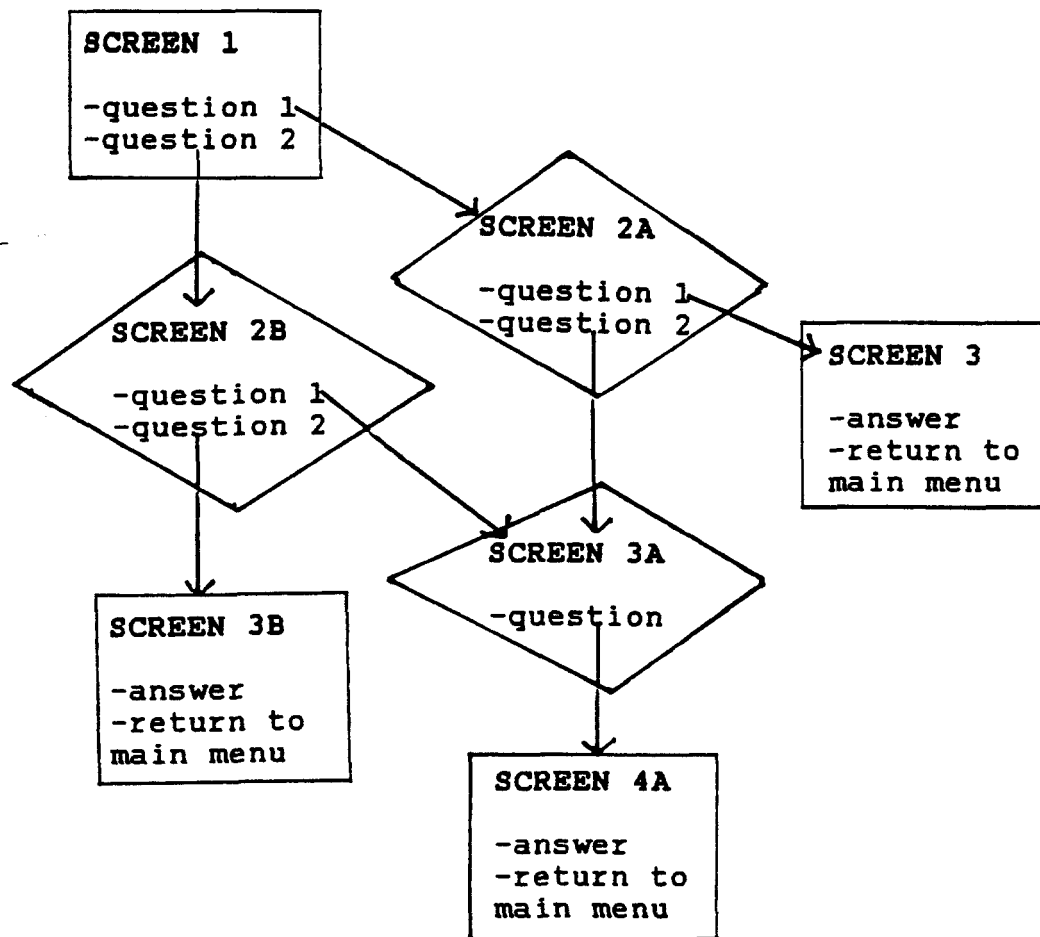 SCREEN 1
-question 1
-question 2
SCREEN 2A
-question 1
-question 2
SCREEN 2B
-question 1
-question 2
SCREEN 3
-answer
-return to
main menu
SCREEN 3A
-question
SCREEN 3B
-answer
-return to
main menu
SCREEN 4A
-answer
-return to
main menu